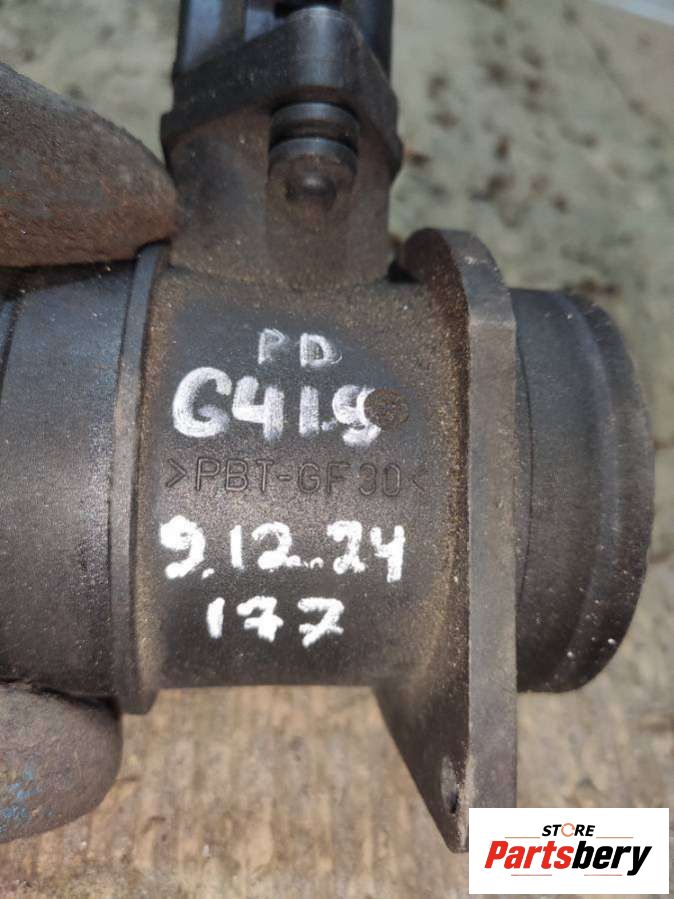 PD
G41.9
>PBT-GF30<
9.12.24
177
STORE
Partsbery